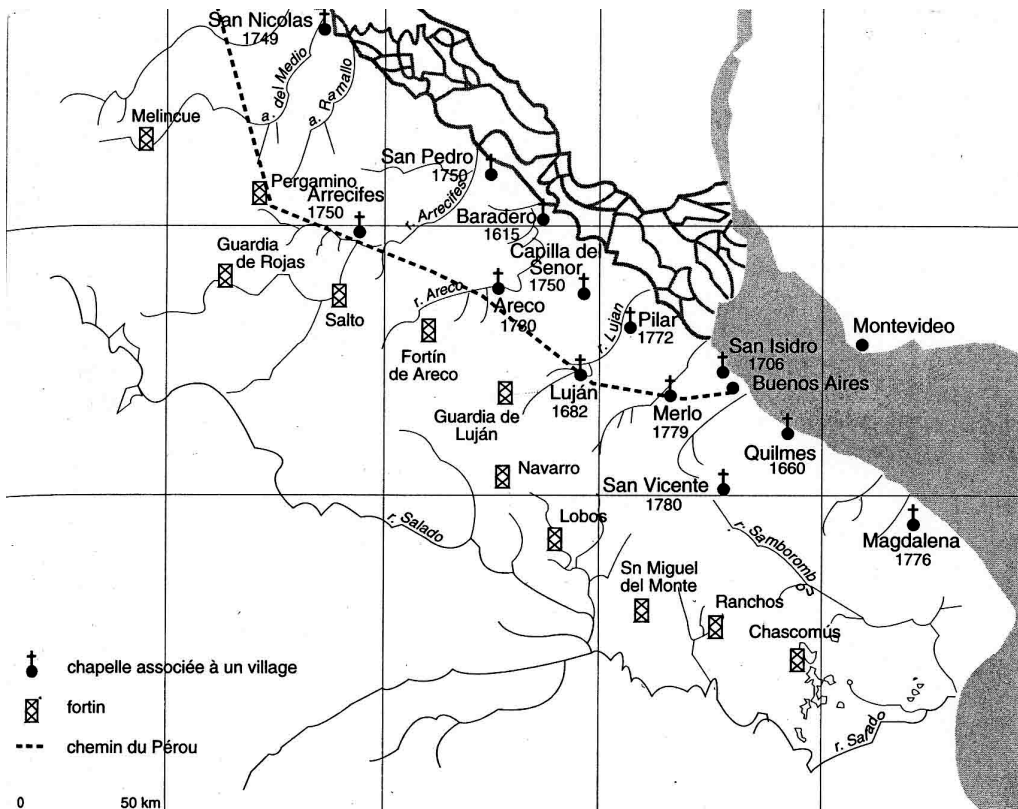 San Nicolas
1749
a. del Medio
a. Ramallo
Melincue
San Pedro
1750
Pergamino
Arrecifes
1750
r. Arrecifes
Baradero
1615
Guardia
de Rojas
Capilla del
Senor
1750
r. Areco
Areco
1780
Salto
r. Lujan
Pilar
1772
Montevideo
Fortín
de Areco
San Isidro
1706
Buenos Aires
Luján
1682
Merlo
1779
Guardia de
Luján
Quilmes
1660
Navarro
San Vicente
1780
r. Salado
Lobos
r. Samborombó
Magdalena
1776
Sn Miguel
del Monte
Ranchos
Chascomús
r. Sarado
chapelle associée à un village
fortin
chemin du Pérou
0 50 km